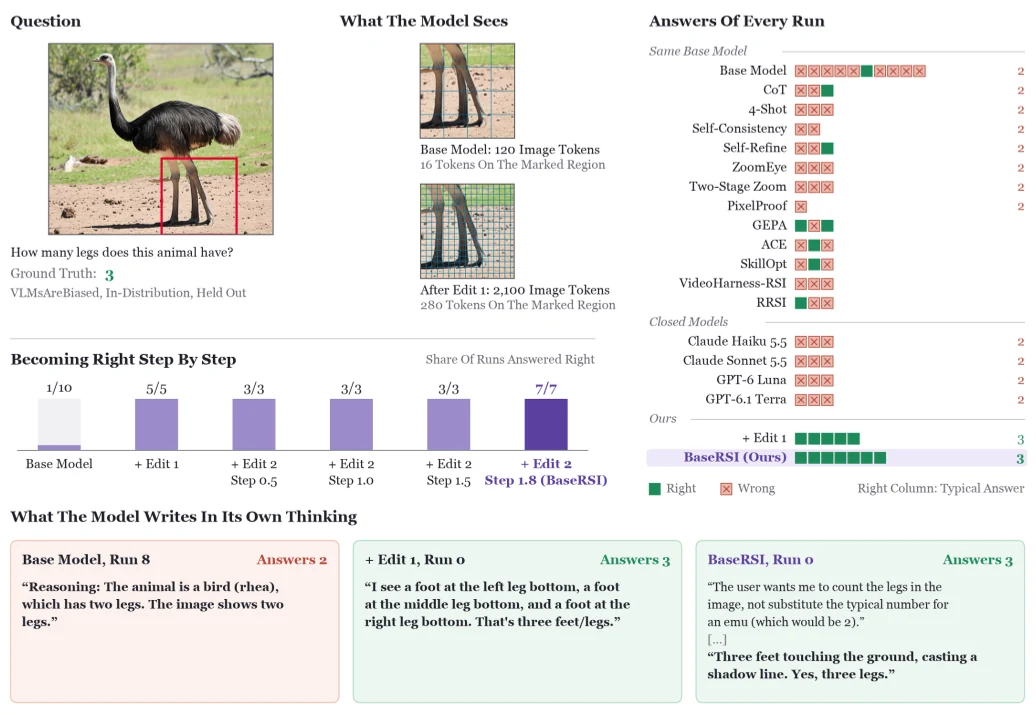 Question
How many legs does this animal have?
Ground Truth: 3
VLMsAreBiased, In-Distribution, Held Out
What The Model Sees
Base Model: 120 Image Tokens
16 Tokens On The Marked Region
After Edit 1: 2,100 Image Tokens
280 Tokens On The Marked Region
Answers Of Every Run
Same Base Model
Base Model 2
CoT 2
4-Shot 2
Self-Consistency 2
Self-Refine 2
ZoomEye 2
Two-Stage Zoom 2
PixelProof 2
GEPA
ACE
SkillOpt
VideoHarness-RSI
RRSI
Closed Models
Claude Haiku 5.5 2
Claude Sonnet 5.5 2
GPT-6 Luna 2
GPT-6.1 Terra 2
Ours
+ Edit 1 3
BaseRSI (Ours) 3
Right Wrong Right Column: Typical Answer
Becoming Right Step By Step Share Of Runs Answered Right
1/10 5/5 3/3 3/3 3/3 7/7
Base Model + Edit 1 + Edit 2 + Edit 2 + Edit 2 + Edit 2
Step 0.5 Step 1.0 Step 1.5 Step 1.8 (BaseRSI)
What The Model Writes In Its Own Thinking
Base Model, Run 8 Answers 2
“Reasoning: The animal is a bird (rhea),
which has two legs. The image shows two
legs.”
+ Edit 1, Run 0 Answers 3
“I see a foot at the left leg bottom, a foot
at the middle leg bottom, and a foot at the
right leg bottom. That's three feet/legs.”
BaseRSI, Run 0 Answers 3
“The user wants me to count the legs in the
image, not substitute the typical number for
an emu (which would be 2).”
[...]
“Three feet touching the ground, casting a
shadow line. Yes, three legs.”